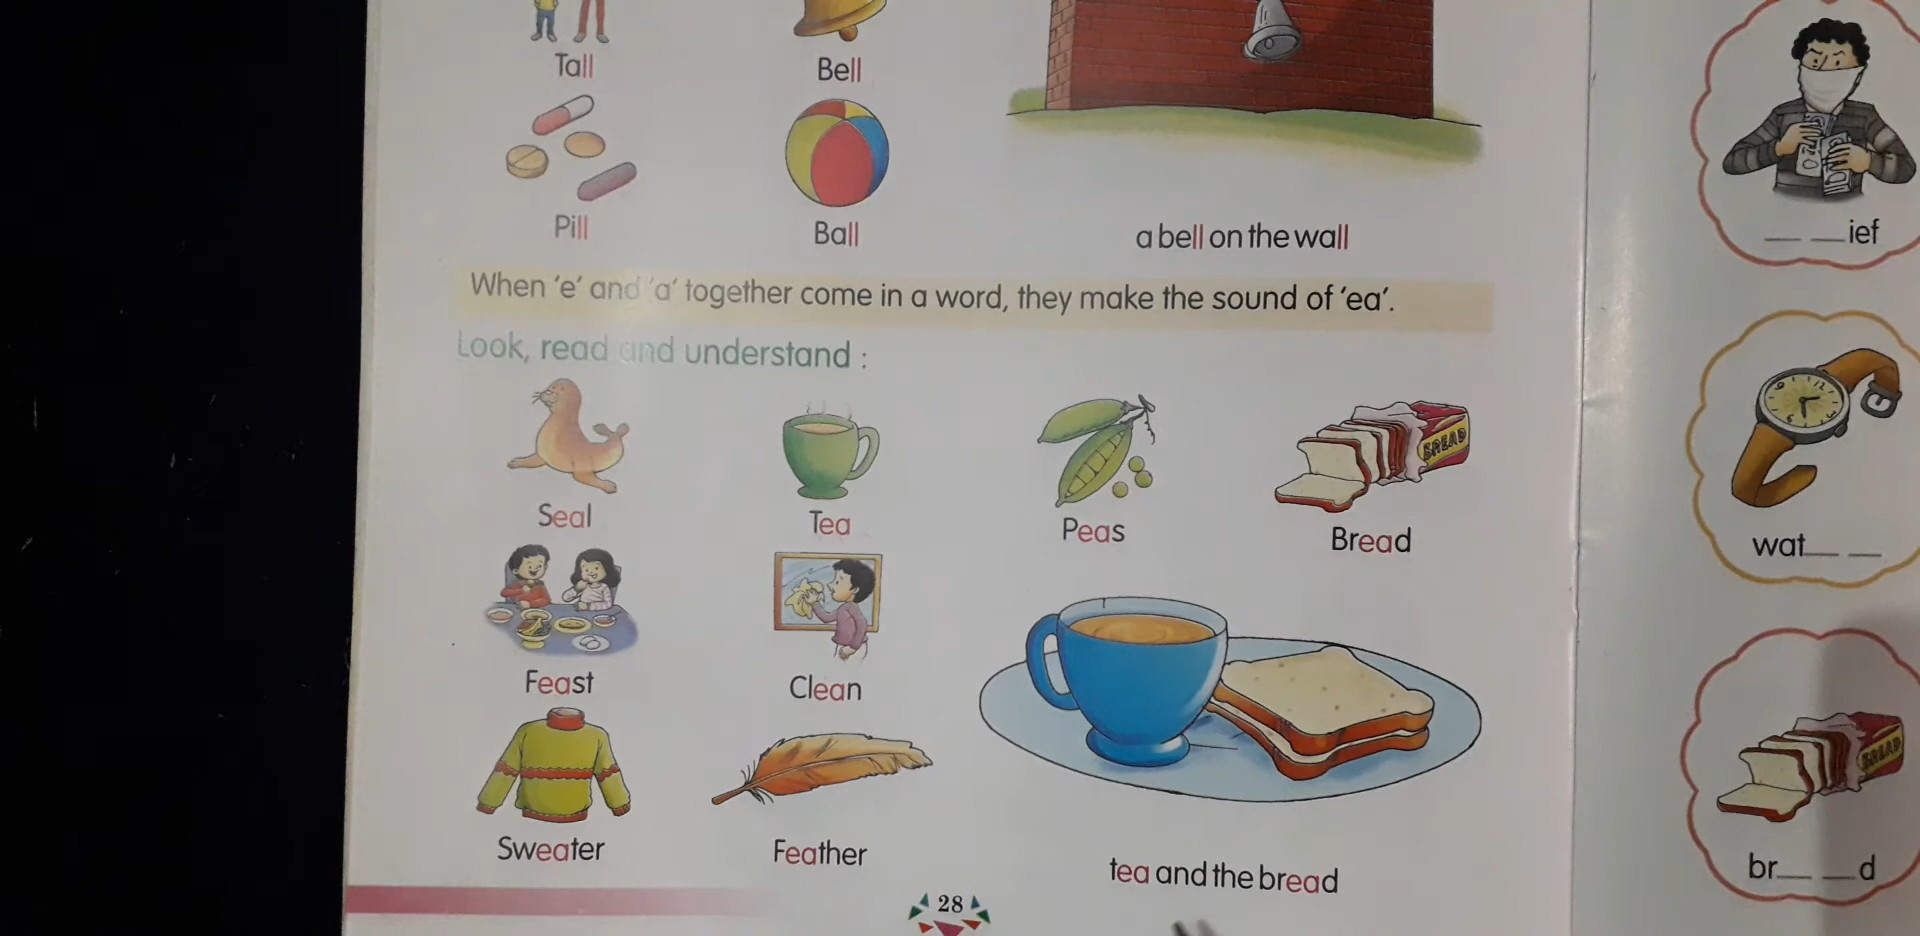 Tall
Bell
Pill
Ball
a bell on the wall
When 'e' and 'a' together come in a word, they make the sound of 'ea'.
Look, read and understand :
Seal
Tea
Peas
BREAD
Bread
Feast
Clean
Sweater
Feather
tea and the bread
28
__ __ief
wat__ __
BREAD
br__ __d